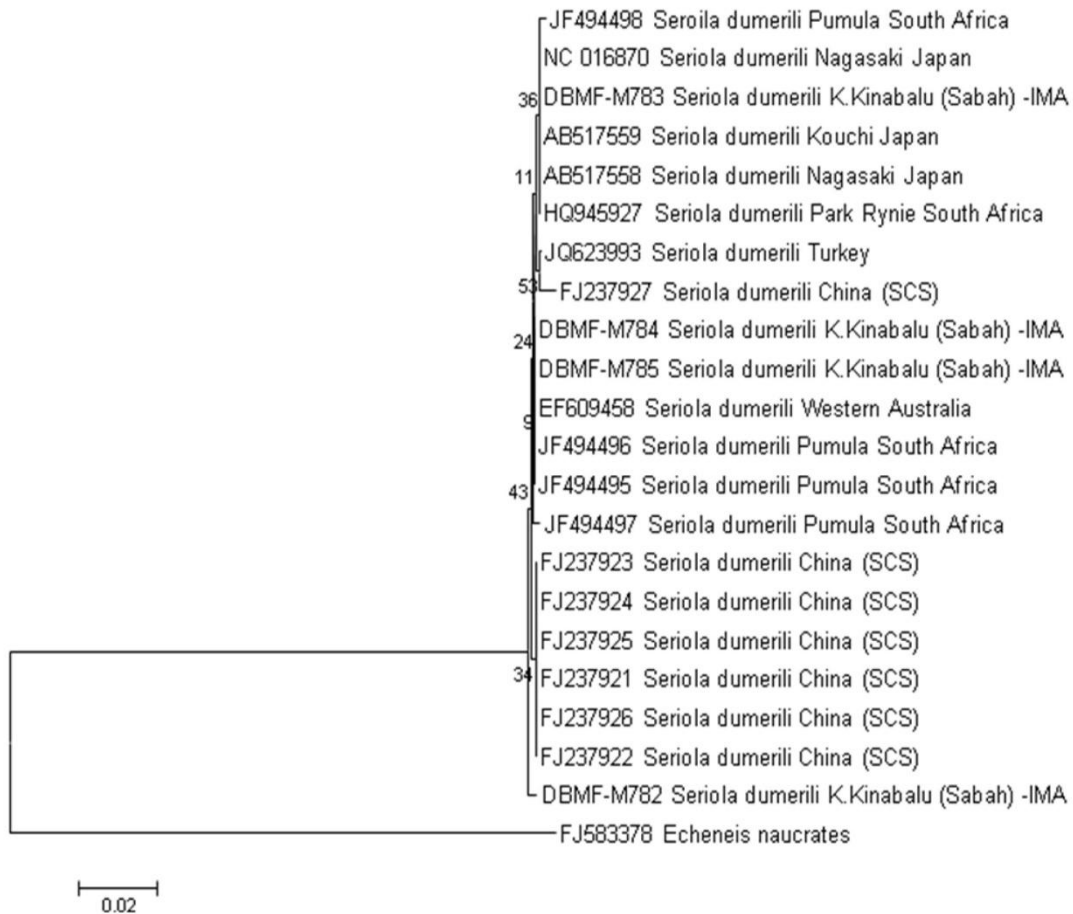 JF494498 Seroila dumerili Pumula South Africa
NC 016870 Seriola dumerili Nagasaki Japan
36 DBMF-M783 Seriola dumerili K.Kinabalu (Sabah) -IMA
AB517559 Seriola dumerili Kouchi Japan
11 AB517558 Seriola dumerili Nagasaki Japan
HQ945927 Seriola dumerili Park Rynie South Africa
JQ623993 Seriola dumerili Turkey
53 FJ237927 Seriola dumerili China (SCS)
24 DBMF-M784 Seriola dumerili K.Kinabalu (Sabah) -IMA
DBMF-M785 Seriola dumerili K.Kinabalu (Sabah) -IMA
9 EF609458 Seriola dumerili Western Australia
JF494496 Seriola dumerili Pumula South Africa
43 JF494495 Seriola dumerili Pumula South Africa
JF494497 Seriola dumerili Pumula South Africa
FJ237923 Seriola dumerili China (SCS)
FJ237924 Seriola dumerili China (SCS)
FJ237925 Seriola dumerili China (SCS)
34 FJ237921 Seriola dumerili China (SCS)
FJ237926 Seriola dumerili China (SCS)
FJ237922 Seriola dumerili China (SCS)
DBMF-M782 Seriola dumerili K.Kinabalu (Sabah) -IMA
FJ583378 Echeneis naucrates
0.02